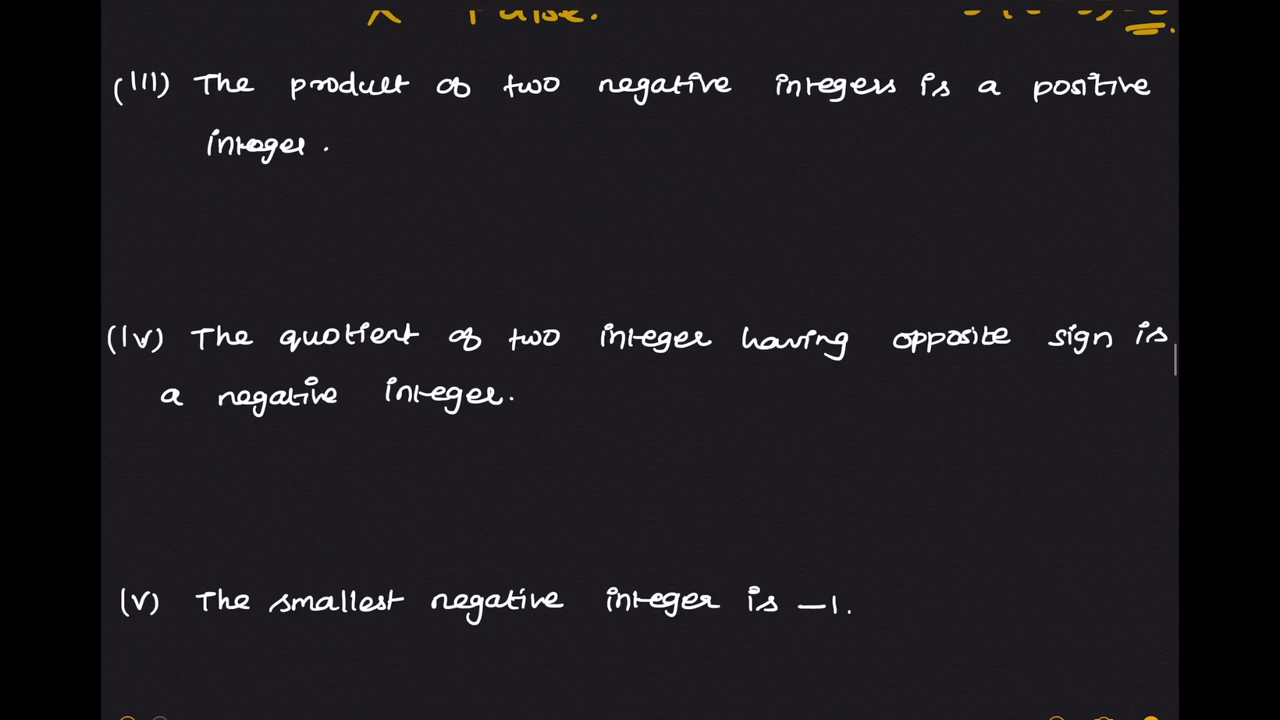 False.
(III) The product of two negative integers is a positive
integer.
(IV) The quotient of two integer having opposite sign is
a negative integer.
(V) The smallest negative integer is -1.